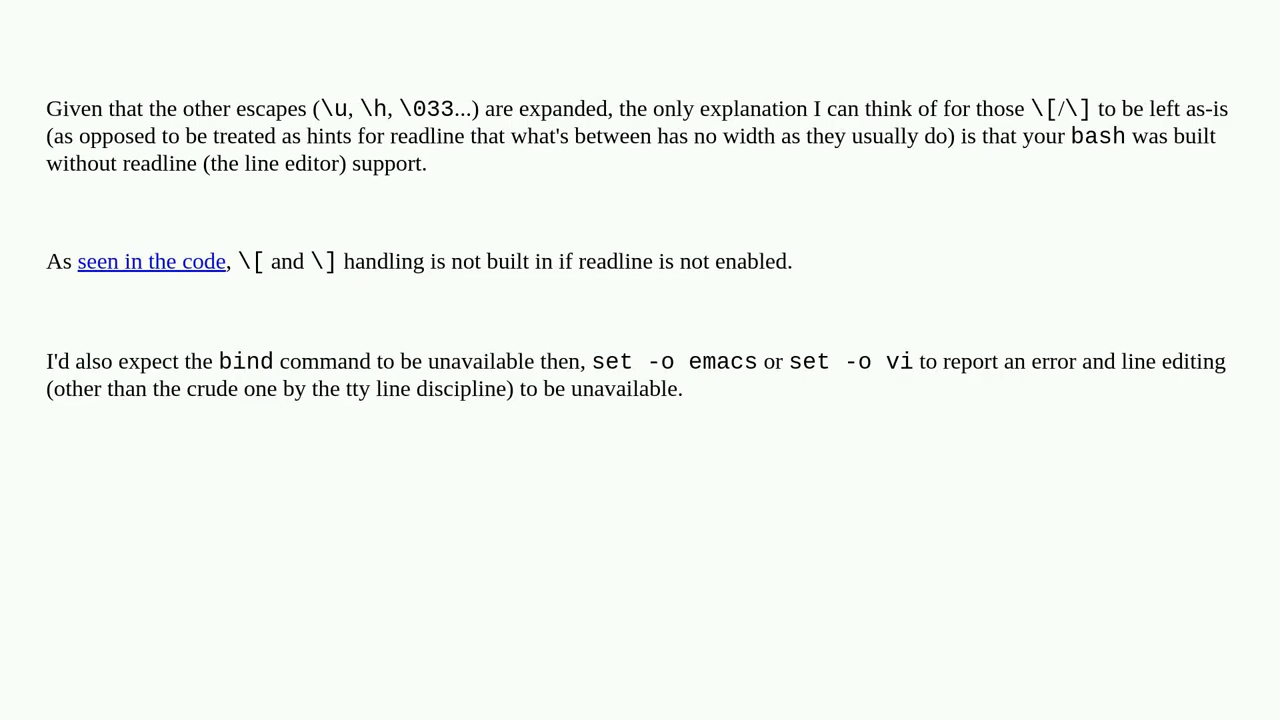 Given that the other escapes (\u, \h, \033...) are expanded, the only explanation I can think of for those \[/\] to be left as-is
(as opposed to be treated as hints for readline that what's between has no width as they usually do) is that your bash was built
without readline (the line editor) support.
As seen in the code, \[ and \] handling is not built in if readline is not enabled.
I'd also expect the bind command to be unavailable then, set -o emacs or set -o vi to report an error and line editing
(other than the crude one by the tty line discipline) to be unavailable.